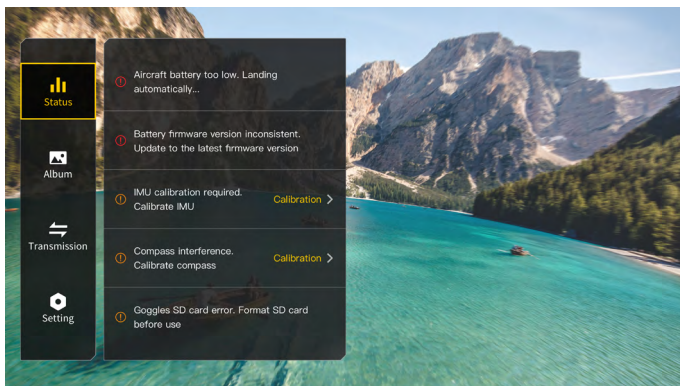 Status
Album
Transmission
Setting
Aircraft battery too low. Landing
automatically...
Battery firmware version inconsistent.
Update to the latest firmware version
IMU calibration required.
Calibrate IMU
Calibration
Compass interference.
Calibrate compass
Calibration
Goggles SD card error. Format SD card
before use